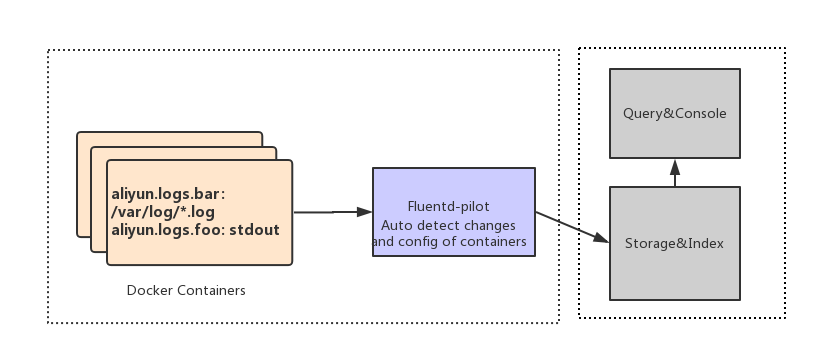 aliyun.logs.bar:
/var/log/*.log
aliyun.logs.foo: stdout
Docker Containers
Fluentd-pilot
Auto detect changes
and config of containers
Query&Console
Storage&Index